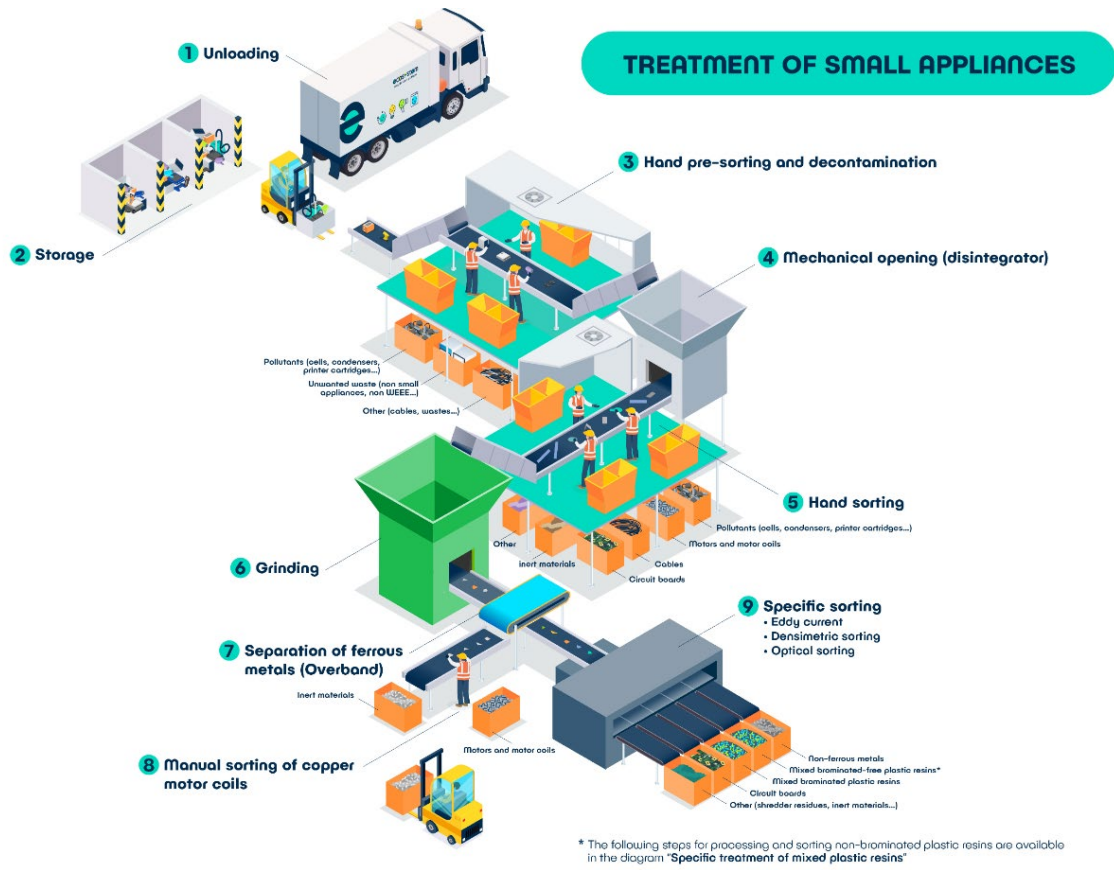 TREATMENT OF SMALL APPLIANCES
1 Unloading
2 Storage
3 Hand pre-sorting and decontamination
4 Mechanical opening (disintegrator)
Pollutants (cells, condensers,
printer cartridges...)
Unwanted waste (non small
appliances, non WEEE...)
Other (cables, wastes...)
5 Hand sorting
Pollutants (cells, condensers, printer cartridges...)
Motors and motor coils
Cables
Circuit boards
inert materials
Other
6 Grinding
7 Separation of ferrous
metals (Overband)
Inert materials
Motors and motor coils
8 Manual sorting of copper
motor coils
9 Specific sorting
• Eddy current
• Densimetric sorting
• Optical sorting
Non-ferrous metals
Mixed brominated-free plastic resins*
Mixed brominated plastic resins
Circuit boards
Other (shredder residues, inert materials...)
* The following steps for processing and sorting non-brominated plastic resins are available
in the diagram "Specific treatment of mixed plastic resins"